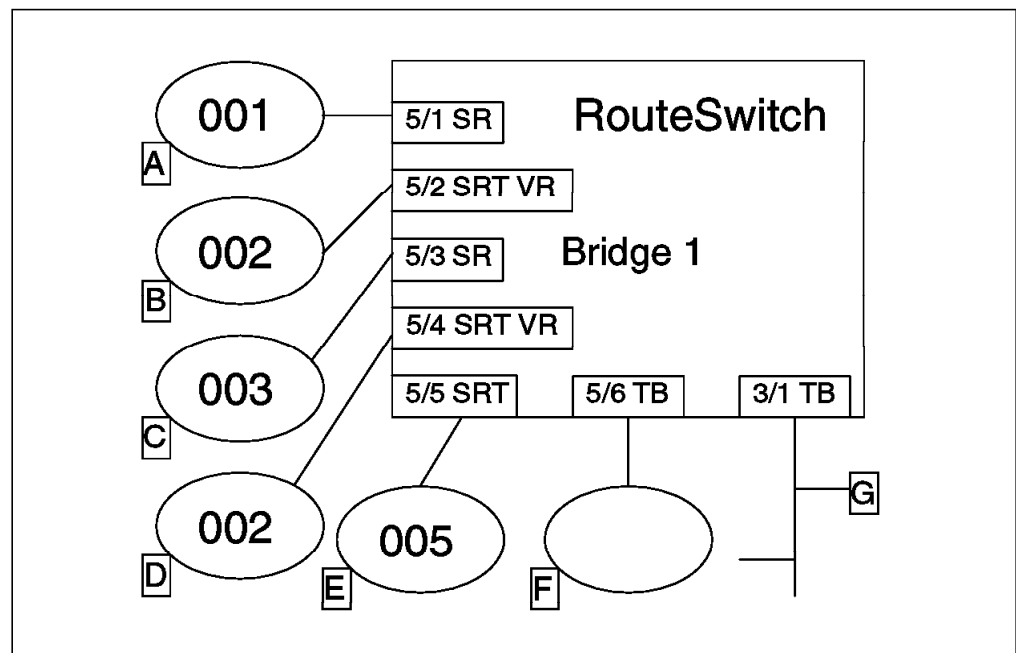 001
A
5/1 SR
RouteSwitch
5/2 SRT VR
002
B
5/3 SR
Bridge 1
5/4 SRT VR
003
C
5/5 SRT
5/6 TB
3/1 TB
G
002
D
005
E
F